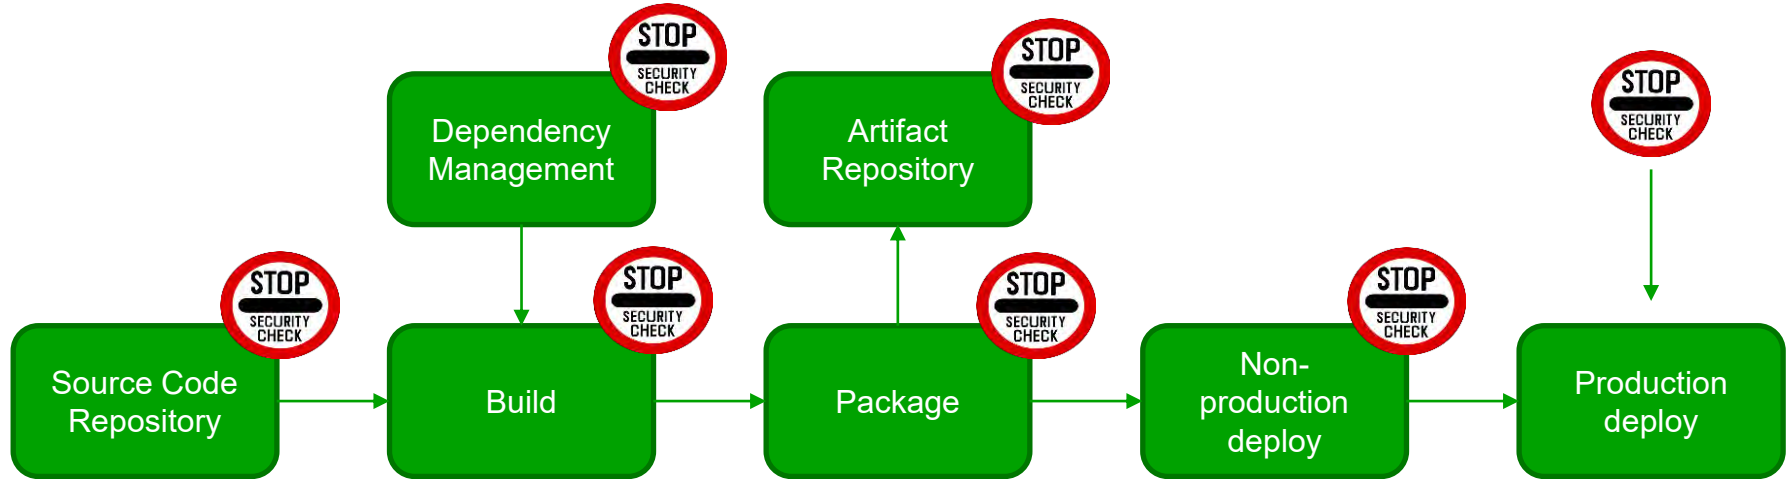 STOP
SECURITY
CHECK
Dependency
Management
STOP
SECURITY
CHECK
Artifact
Repository
STOP
SECURITY
CHECK
STOP
SECURITY
CHECK
Source Code
Repository
STOP
SECURITY
CHECK
Build
STOP
SECURITY
CHECK
Package
STOP
SECURITY
CHECK
Non-
production
deploy
Production
deploy